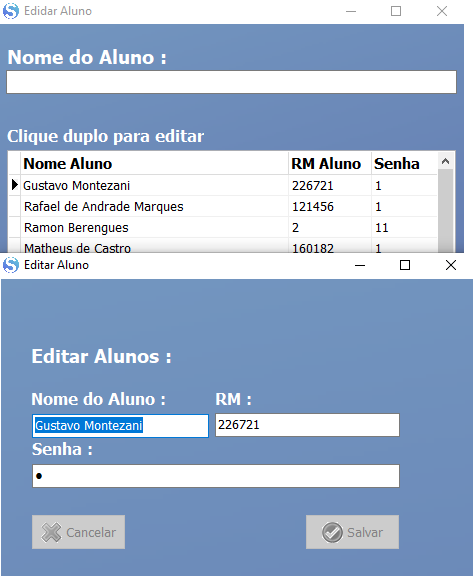 Edidar Aluno
Nome do Aluno :
Clique duplo para editar
Nome Aluno RM Aluno Senha
Gustavo Montezani 226721 1
Rafael de Andrade Marques 121456 1
Ramon Berengues 2 11
Matheus de Castro 160182 1
Editar Aluno
Editar Alunos :
Nome do Aluno : RM :
Gustavo Montezani 226721
Senha :
●
Cancelar Salvar